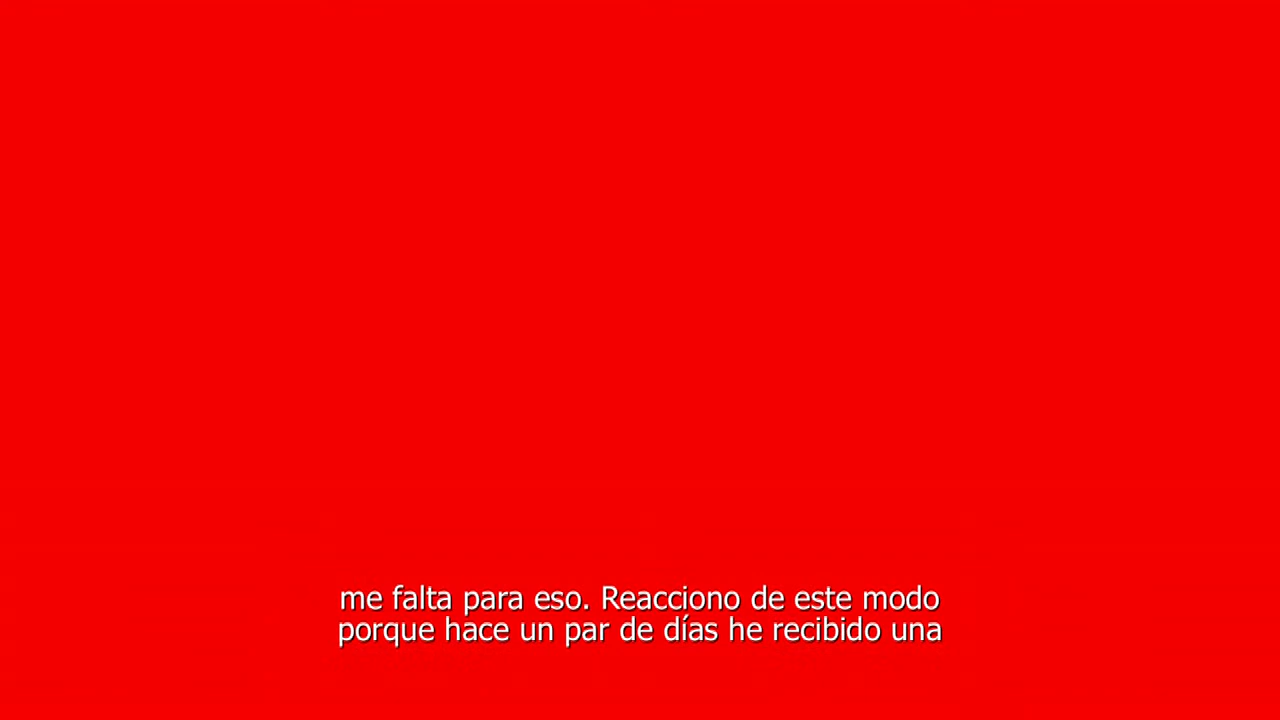 me falta para eso. Reacciono de este modo
porque hace un par de días he recibido una